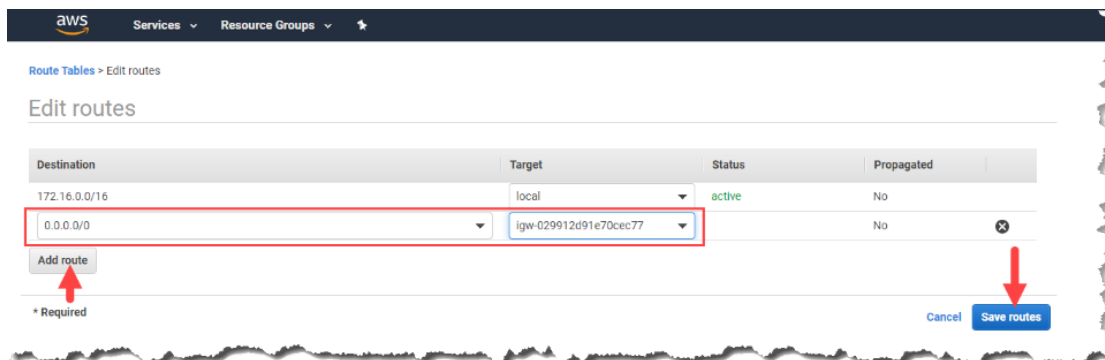 aws Services Resource Groups
Route Tables > Edit routes
Edit routes
Destination Target Status Propagated
172.16.0.0/16 local active No
0.0.0.0/0 igw-029912d91e70cec77 No
Add route
* Required Cancel Save routes